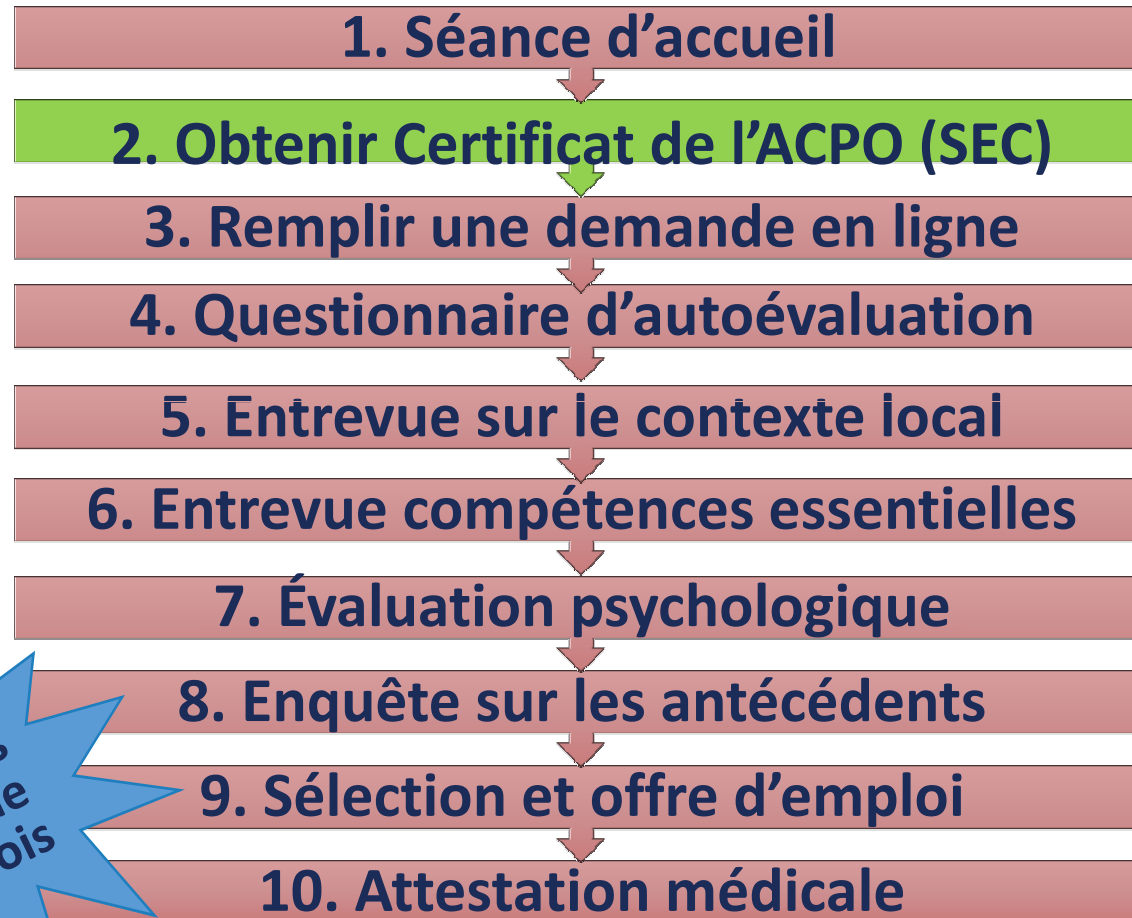 1. Séance d’accueil
2. Obtenir Certificat de l’ACPO (SEC)
3. Remplir une demande en ligne
4. Questionnaire d’autoévaluation
5. Entrevue sur le contexte local
6. Entrevue compétences essentielles
7. Évaluation psychologique
8. Enquête sur les antécédents
9. Sélection et offre d’emploi
10. Attestation médicale